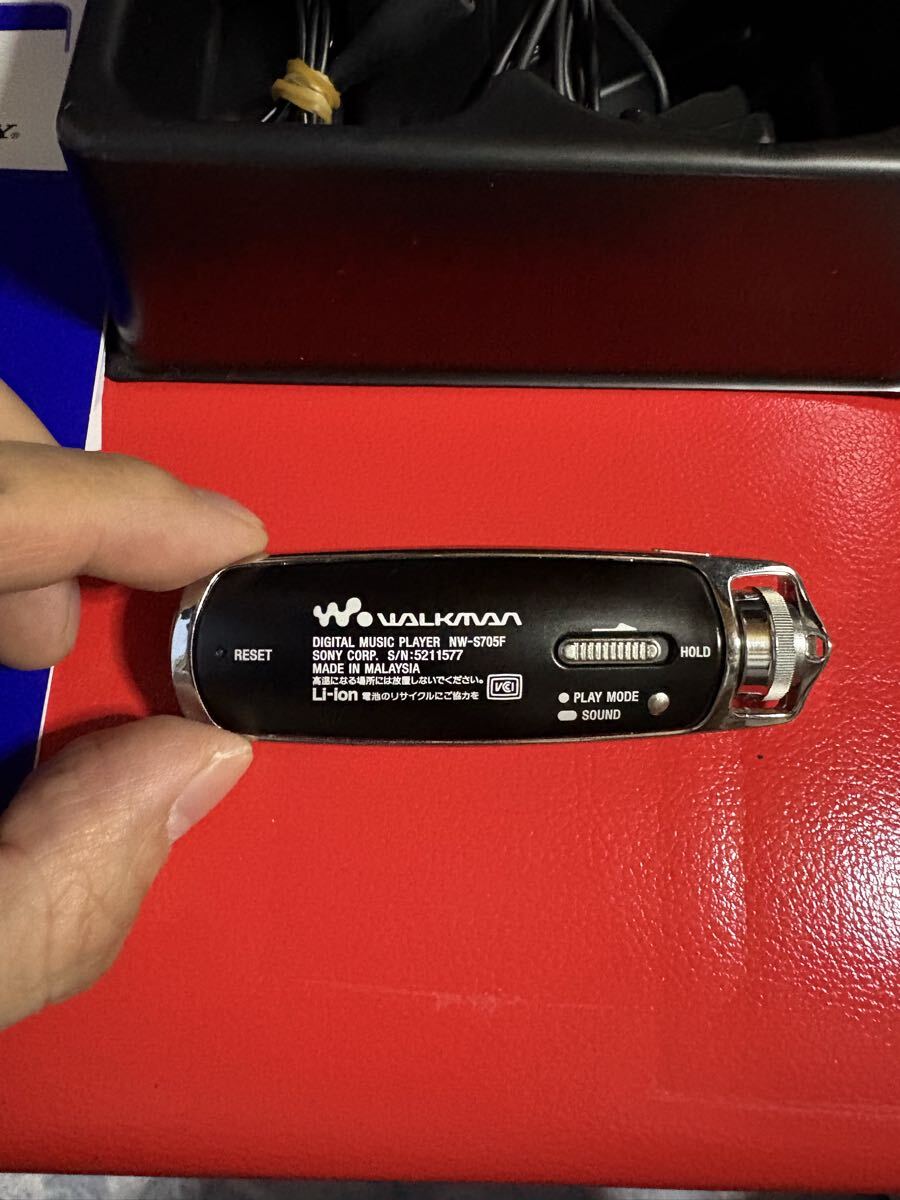 Y®
WALKMAN
DIGITAL MUSIC PLAYER NW-S705F
SONY CORP. S/N:5211577
MADE IN MALAYSIA
高温になる場所には放置しないでください。
Li-ion 電池のリサイクルにご協力を
VCI
RESET
HOLD
PLAY MODE
SOUND